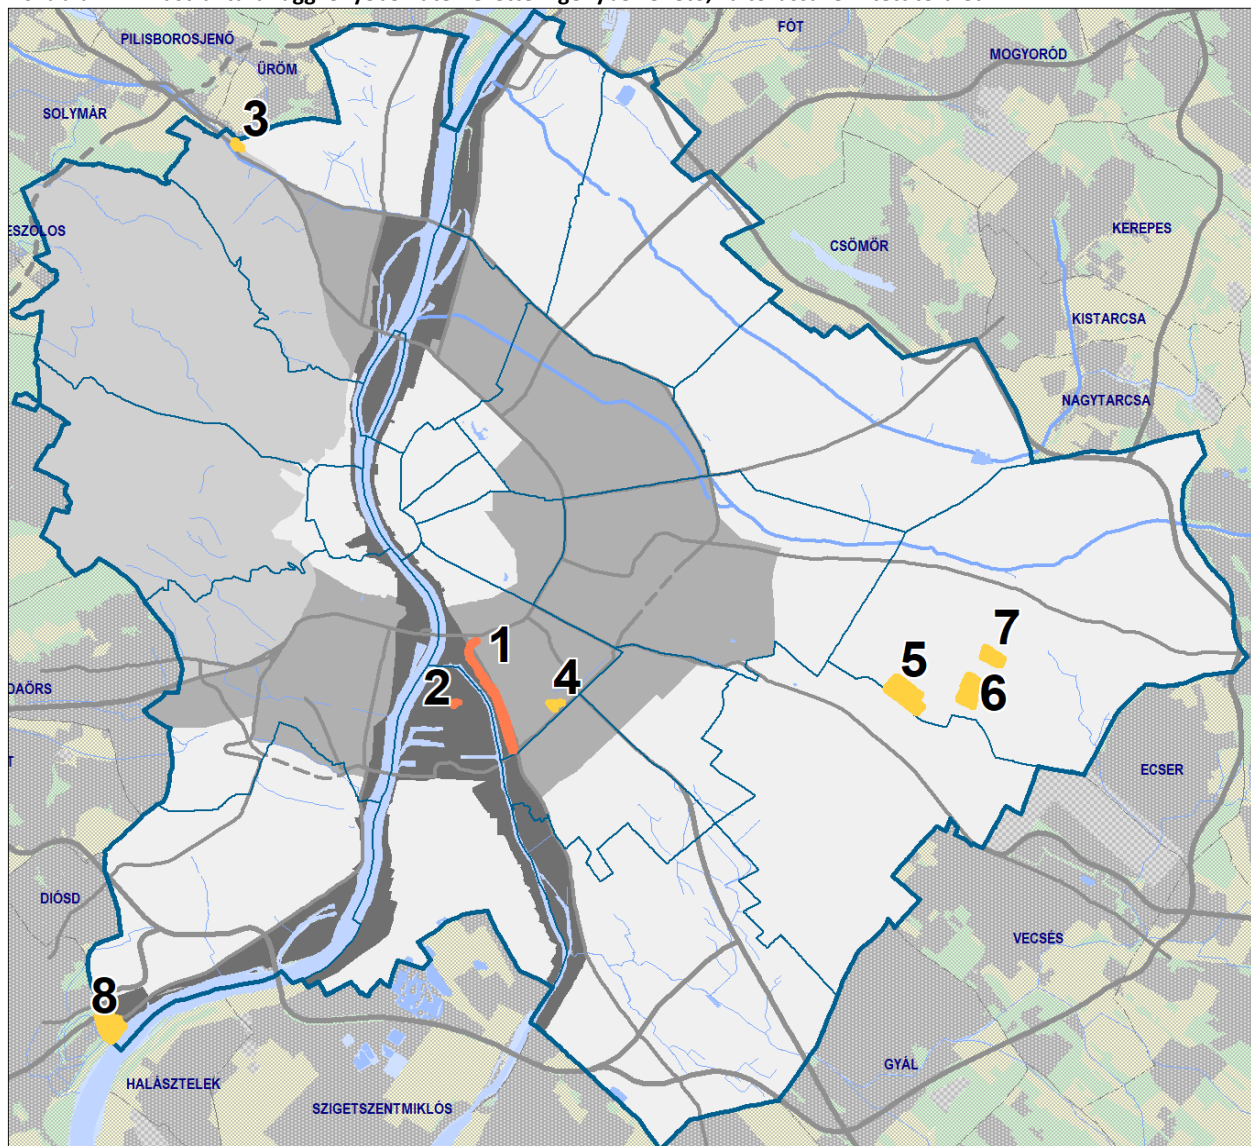 PILISBOROSJENŐ
FÓT
MOGYORÓD
ÜRÖM
SOLYMÁR
3
KEREPES
ESZŐLŐS
CSÖMÖR
KISTARCSA
NAGYTARCSA
1
7
2
4
5
6
DAÖRS
T
ECSER
DIÓSD
VECSÉS
8
GYÁL
HALÁSZTELEK
SZIGETSZENTMIKLÓS